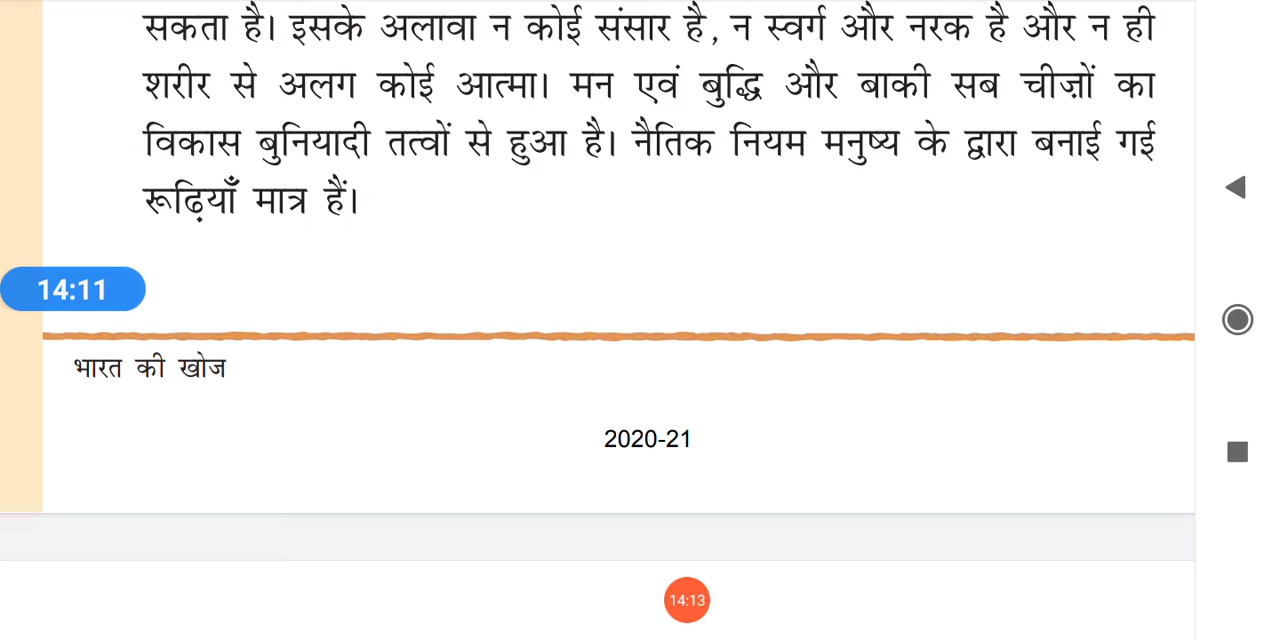 सकता है। इसके अलावा न कोई संसार है, न स्वर्ग और नरक है और न ही
शरीर से अलग कोई आत्मा। मन एवं बुद्धि और बाकी सब चीज़ों का
विकास बुनियादी तत्वों से हुआ है। नैतिक नियम मनुष्य के द्वारा बनाई गई
रूढ़ियाँ मात्र हैं।
14:11
भारत की खोज
2020-21
14:13